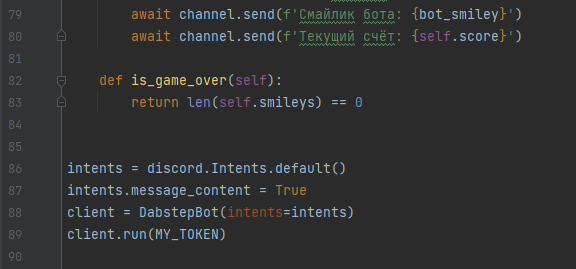 79 await channel.send(f'Смайлик бота: {bot_smiley}')
80 await channel.send(f'Текущий счёт: {self.score}')
81
82 def is_game_over(self):
83 return len(self.smileys) == 0
84
85
86 intents = discord.Intents.default()
87 intents.message_content = True
88 client = DabstepBot(intents=intents)
89 client.run(MY_TOKEN)
90